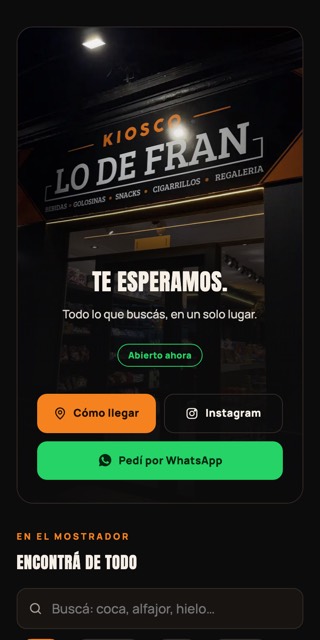 KIOSCO
LO DE FRAN
BEBIDAS • GOLOSINAS • SNACKS • CIGARRILLOS • REGALERIA
TE ESPERAMOS.
Todo lo que buscás, en un solo lugar.
Abierto ahora
Cómo llegar
Instagram
Pedí por WhatsApp
EN EL MOSTRADOR
ENCONTRÁ DE TODO
Buscá: coca, alfajor, hielo…